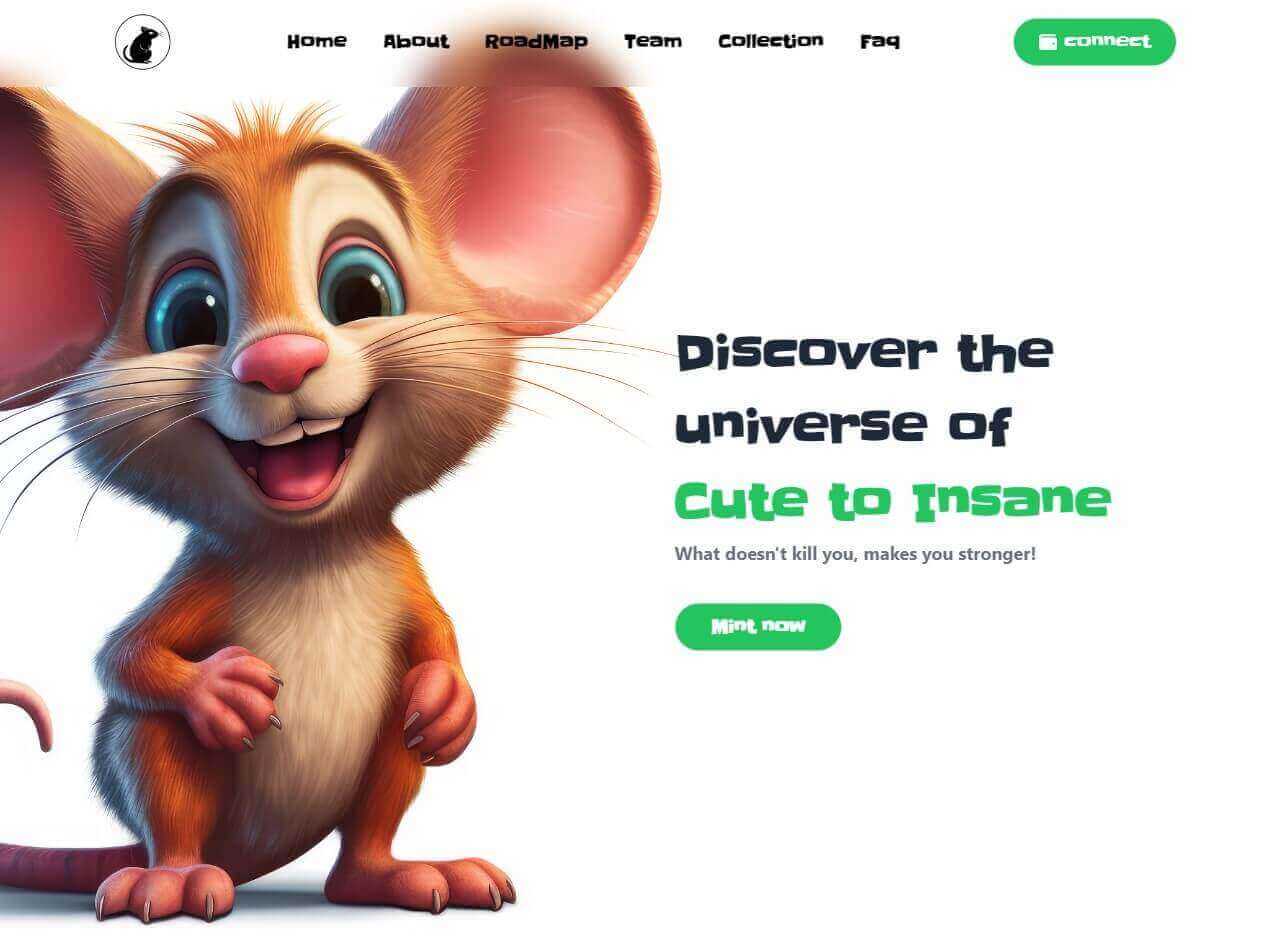 Home About RoadMap Team Collection Faq connect
Discover the
universe of
Cute to Insane
What doesn't kill you, makes you stronger!
Mint now